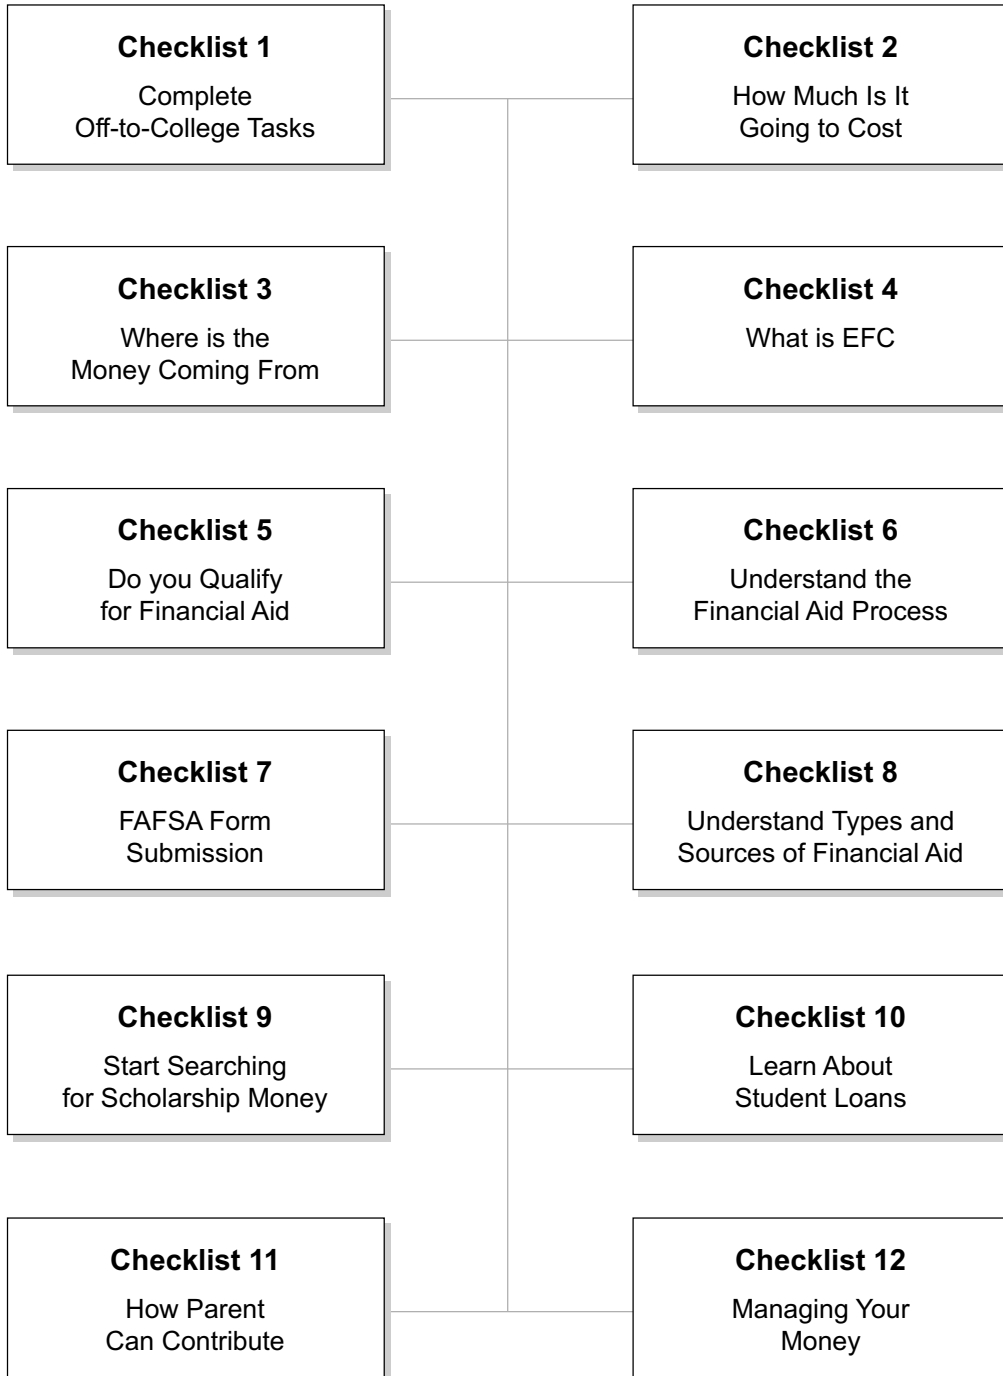 Checklist 1
Complete
Off-to-College Tasks
Checklist 2
How Much Is It
Going to Cost
Checklist 3
Where is the
Money Coming From
Checklist 4
What is EFC
Checklist 5
Do you Qualify
for Financial Aid
Checklist 6
Understand the
Financial Aid Process
Checklist 7
FAFSA Form
Submission
Checklist 8
Understand Types and
Sources of Financial Aid
Checklist 9
Start Searching
for Scholarship Money
Checklist 10
Learn About
Student Loans
Checklist 11
How Parent
Can Contribute
Checklist 12
Managing Your
Money